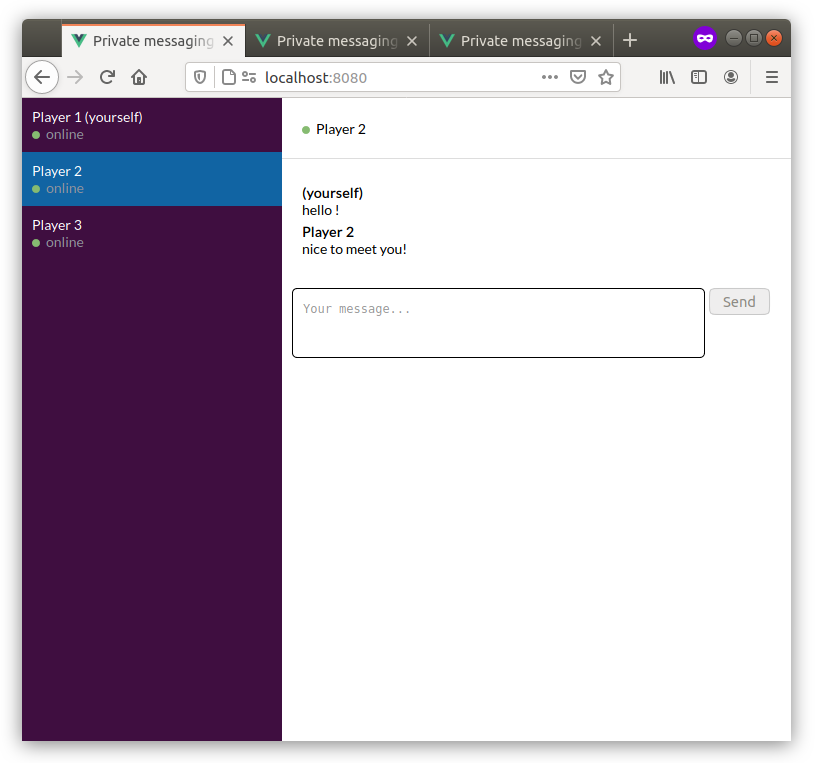 Private messaging
Private messaging
Private messaging
localhost:8080
Player 1 (yourself)
online
Player 2
online
Player 3
online
Player 2
(yourself)
hello !
Player 2
nice to meet you!
Your message...
Send